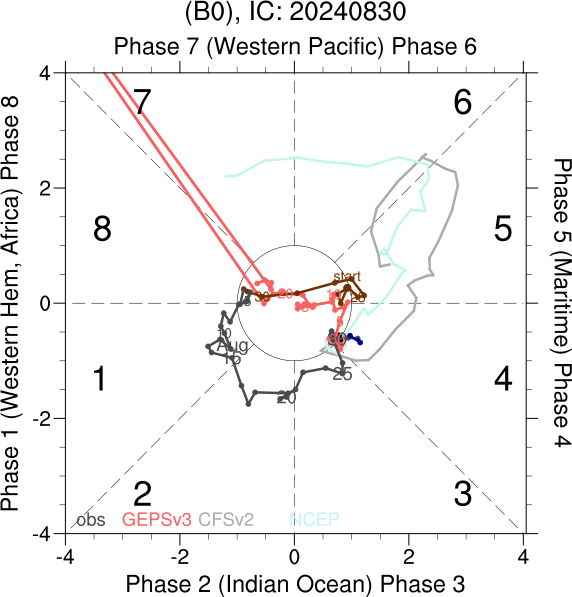 (B0), IC: 20240830
Phase 7 (Western Pacific) Phase 6
Phase 1 (Western Hem, Africa) Phase 8
Phase 5 (Maritime) Phase 4
4
2
0
-2
-4
7
6
8
5
1
4
2
3
start
20
Aug
15
25
20
30
obs GEPSv3 CFSv2 NCEP
-4 -2 0 2 4
Phase 2 (Indian Ocean) Phase 3